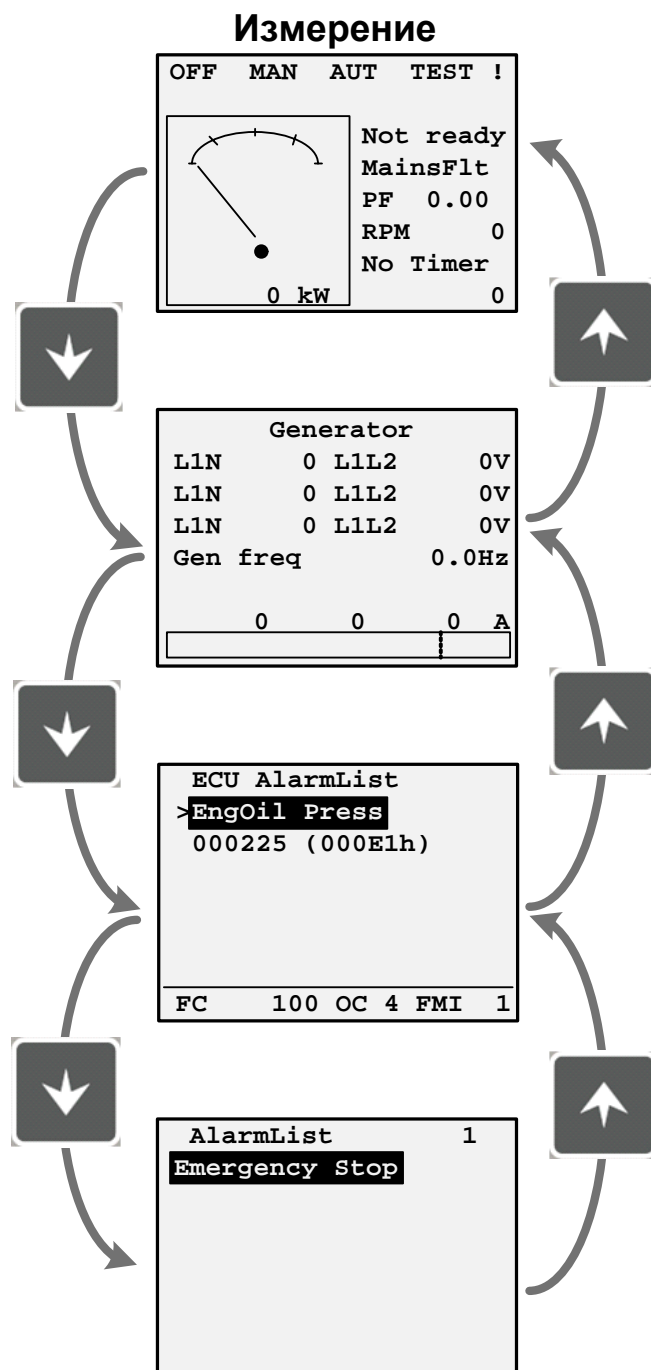 Измерение
OFF MAN AUT TEST !
Not ready
MainsFlt
PF 0.00
RPM 0
No Timer
0 kW 0
Generator
L1N 0 L1L2 0V
L1N 0 L1L2 0V
L1N 0 L1L2 0V
Gen freq 0.0Hz
0 0 0 A
ECU AlarmList
>EngOil Press
000225 (000E1h)
FC 100 OC 4 FMI 1
AlarmList 1
Emergency Stop